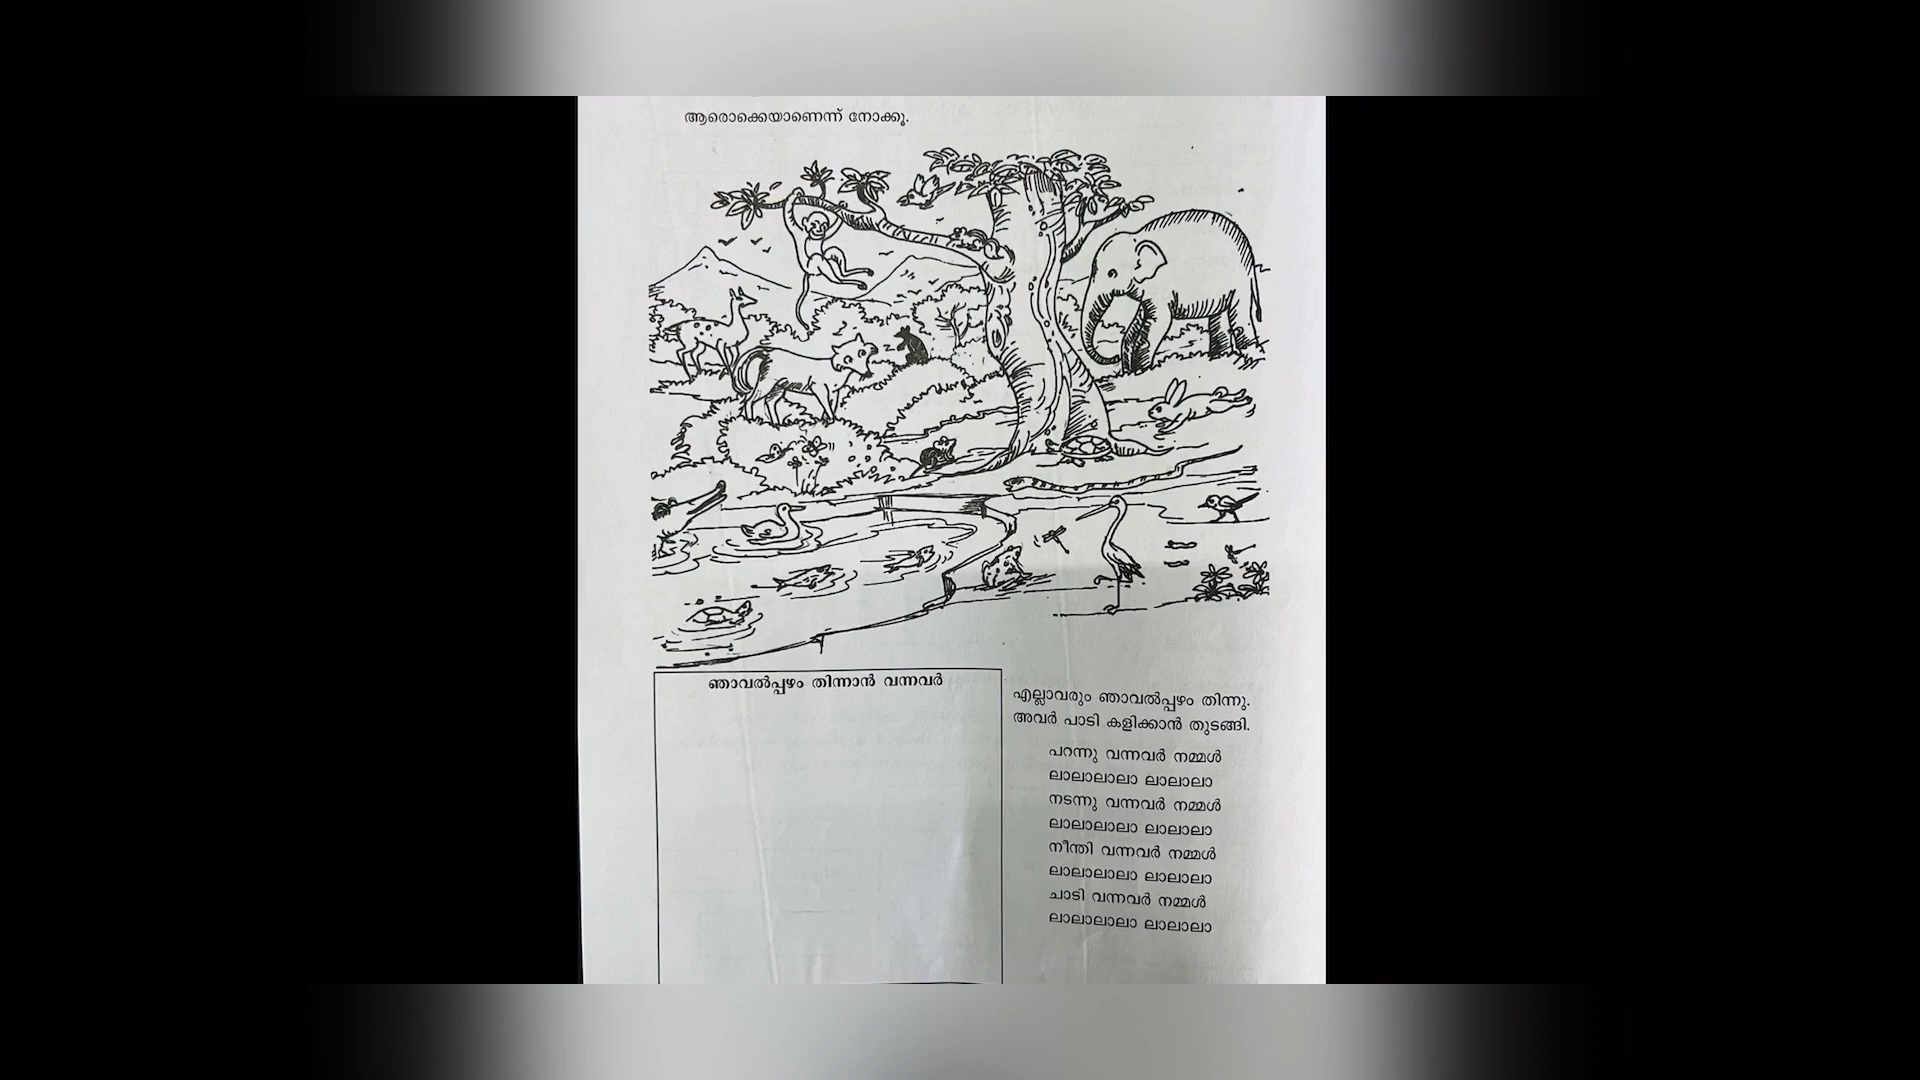 ആരൊക്കെയാണെന്ന് നോക്കൂ.
ഞാവൽപ്പഴം തിന്നാൻ വന്നവർ
എല്ലാവരും ഞാവൽപ്പഴം തിന്നു.
അവർ പാടി കളിക്കാൻ തുടങ്ങി.
പറന്നു വന്നവർ നമ്മൾ
ലാലാലാലാ ലാലാലാ
നടന്നു വന്നവർ നമ്മൾ
ലാലാലാലാ ലാലാലാ
നീന്തി വന്നവർ നമ്മൾ
ലാലാലാലാ ലാലാലാ
ചാടി വന്നവർ നമ്മൾ
ലാലാലാലാ ലാലാലാ